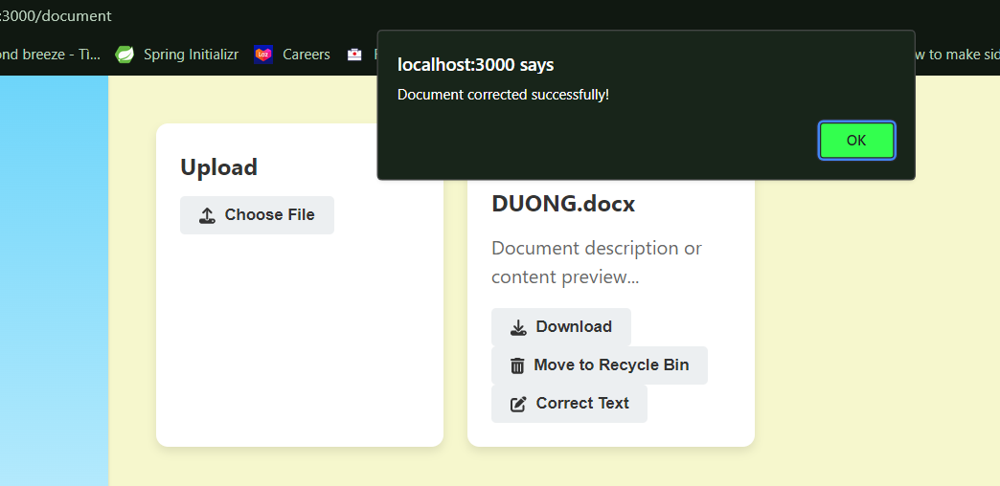 :3000/document
ond breeze - Ti...
Spring Initializr
Careers
w to make sid
localhost:3000 says
Document corrected successfully!
OK
Upload
Choose File
DUONG.docx
Document description or
content preview...
Download
Move to Recycle Bin
Correct Text